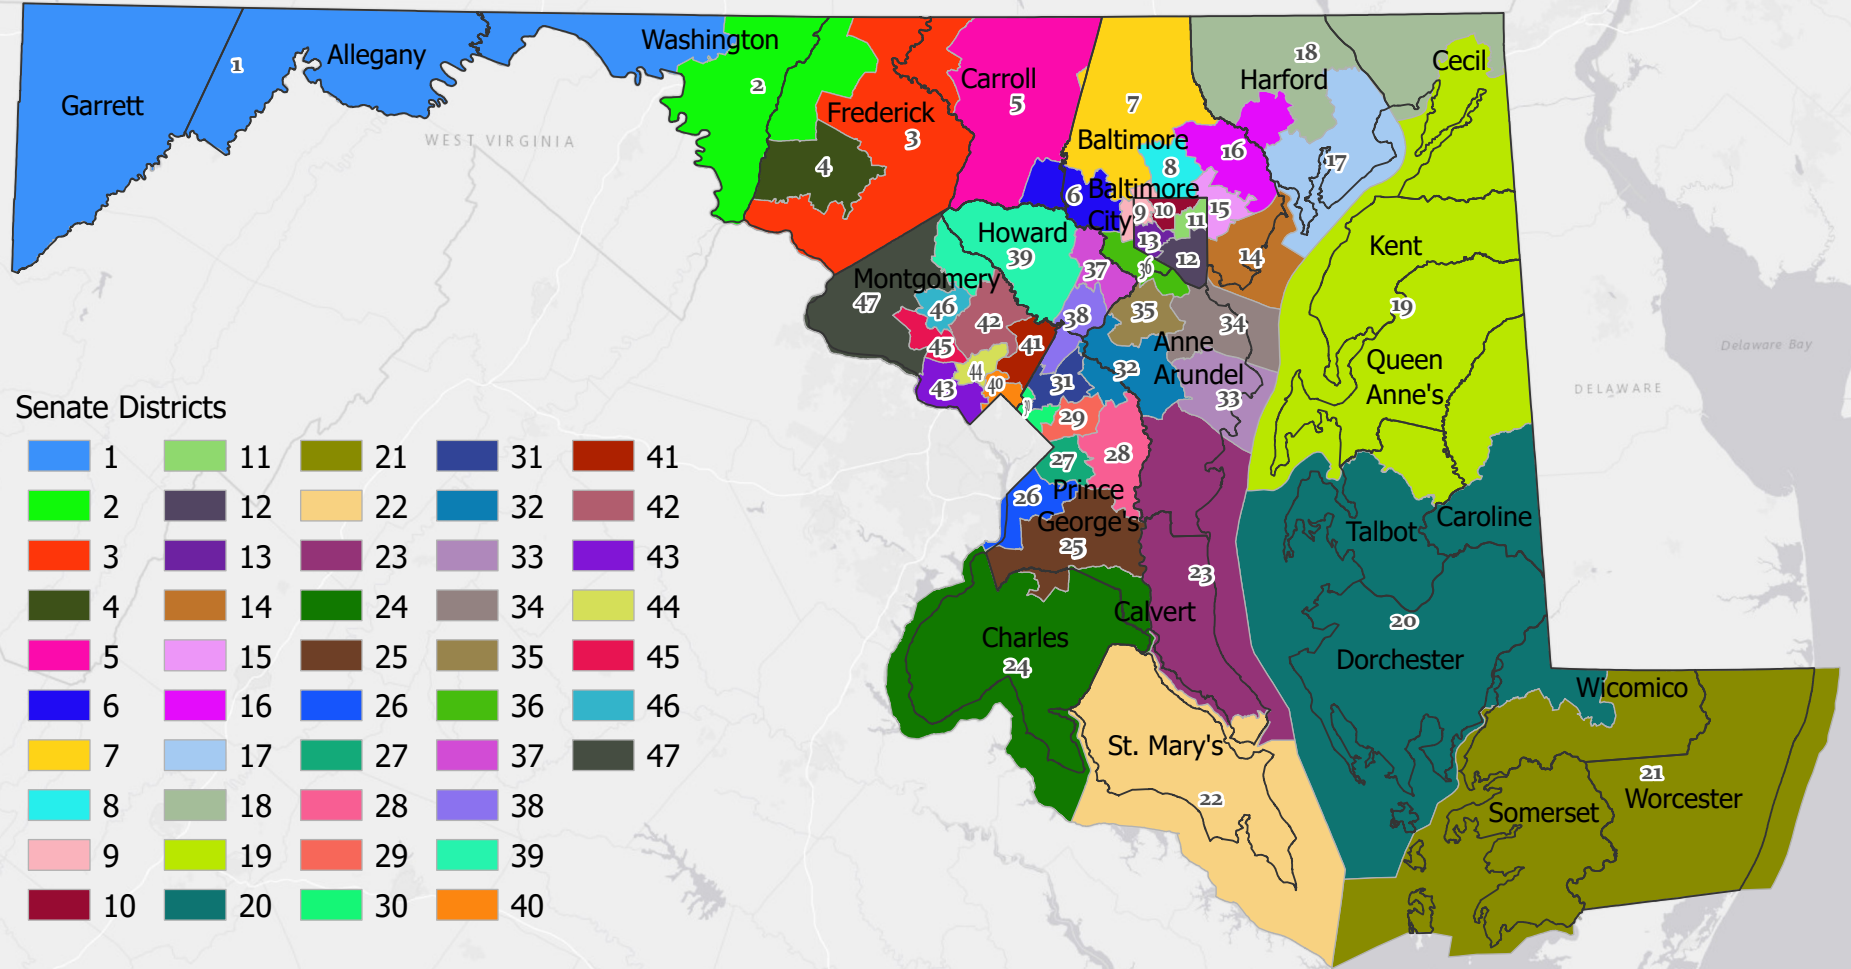 Garrett
1
Allegany
Washington
2
Frederick
3
4
Carroll
5
7
Baltimore
18
Harford
Cecil
16
17
8
6
Baltimore
City
9
10
11
15
13
12
14
36
37
Howard
39
Montgomery
47
46
42
45
41
44
43
40
38
35
34
Anne
Arundel
32
33
31
30
29
28
27
26
Prince
George's
25
Kent
19
Queen
Anne's
Talbot
Caroline
23
Calvert
Charles
24
20
Dorchester
Wicomico
St. Mary's
22
21
Worcester
Somerset
WEST VIRGINIA
Delaware Bay
DELAWARE
Senate Districts
1 11 21 31 41
2 12 22 32 42
3 13 23 33 43
4 14 24 34 44
5 15 25 35 45
6 16 26 36 46
7 17 27 37 47
8 18 28 38
9 19 29 39
10 20 30 40